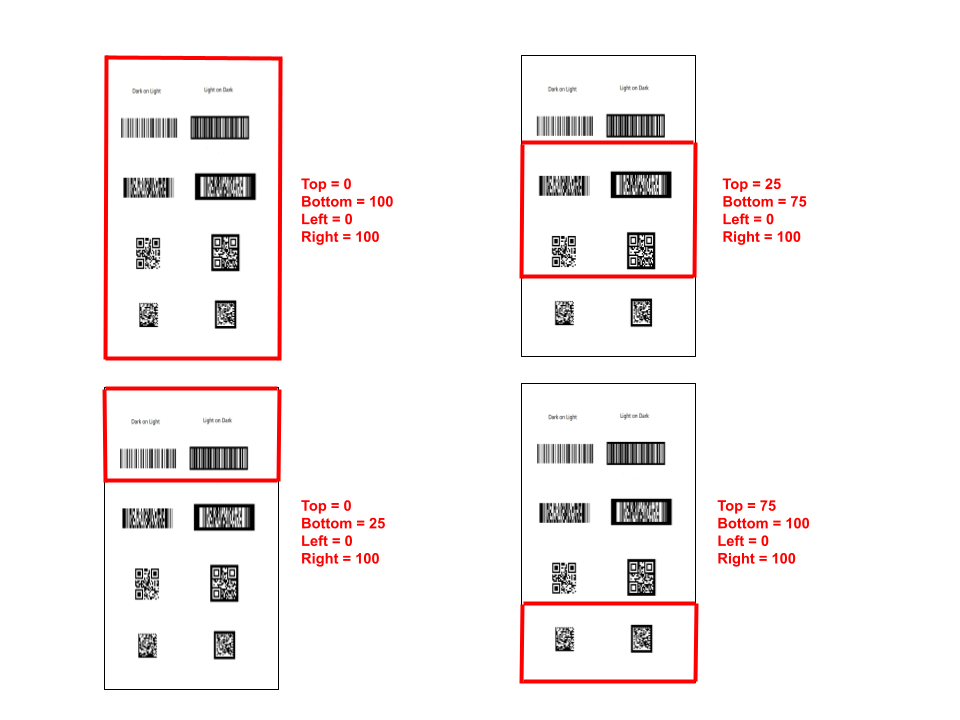 Dark on Light
Light on Dark
Top = 0
Bottom = 100
Left = 0
Right = 100
Dark on Light
Light on Dark
Top = 25
Bottom = 75
Left = 0
Right = 100
Dark on Light
Light on Dark
Top = 0
Bottom = 25
Left = 0
Right = 100
Dark on Light
Light on Dark
Top = 75
Bottom = 100
Left = 0
Right = 100